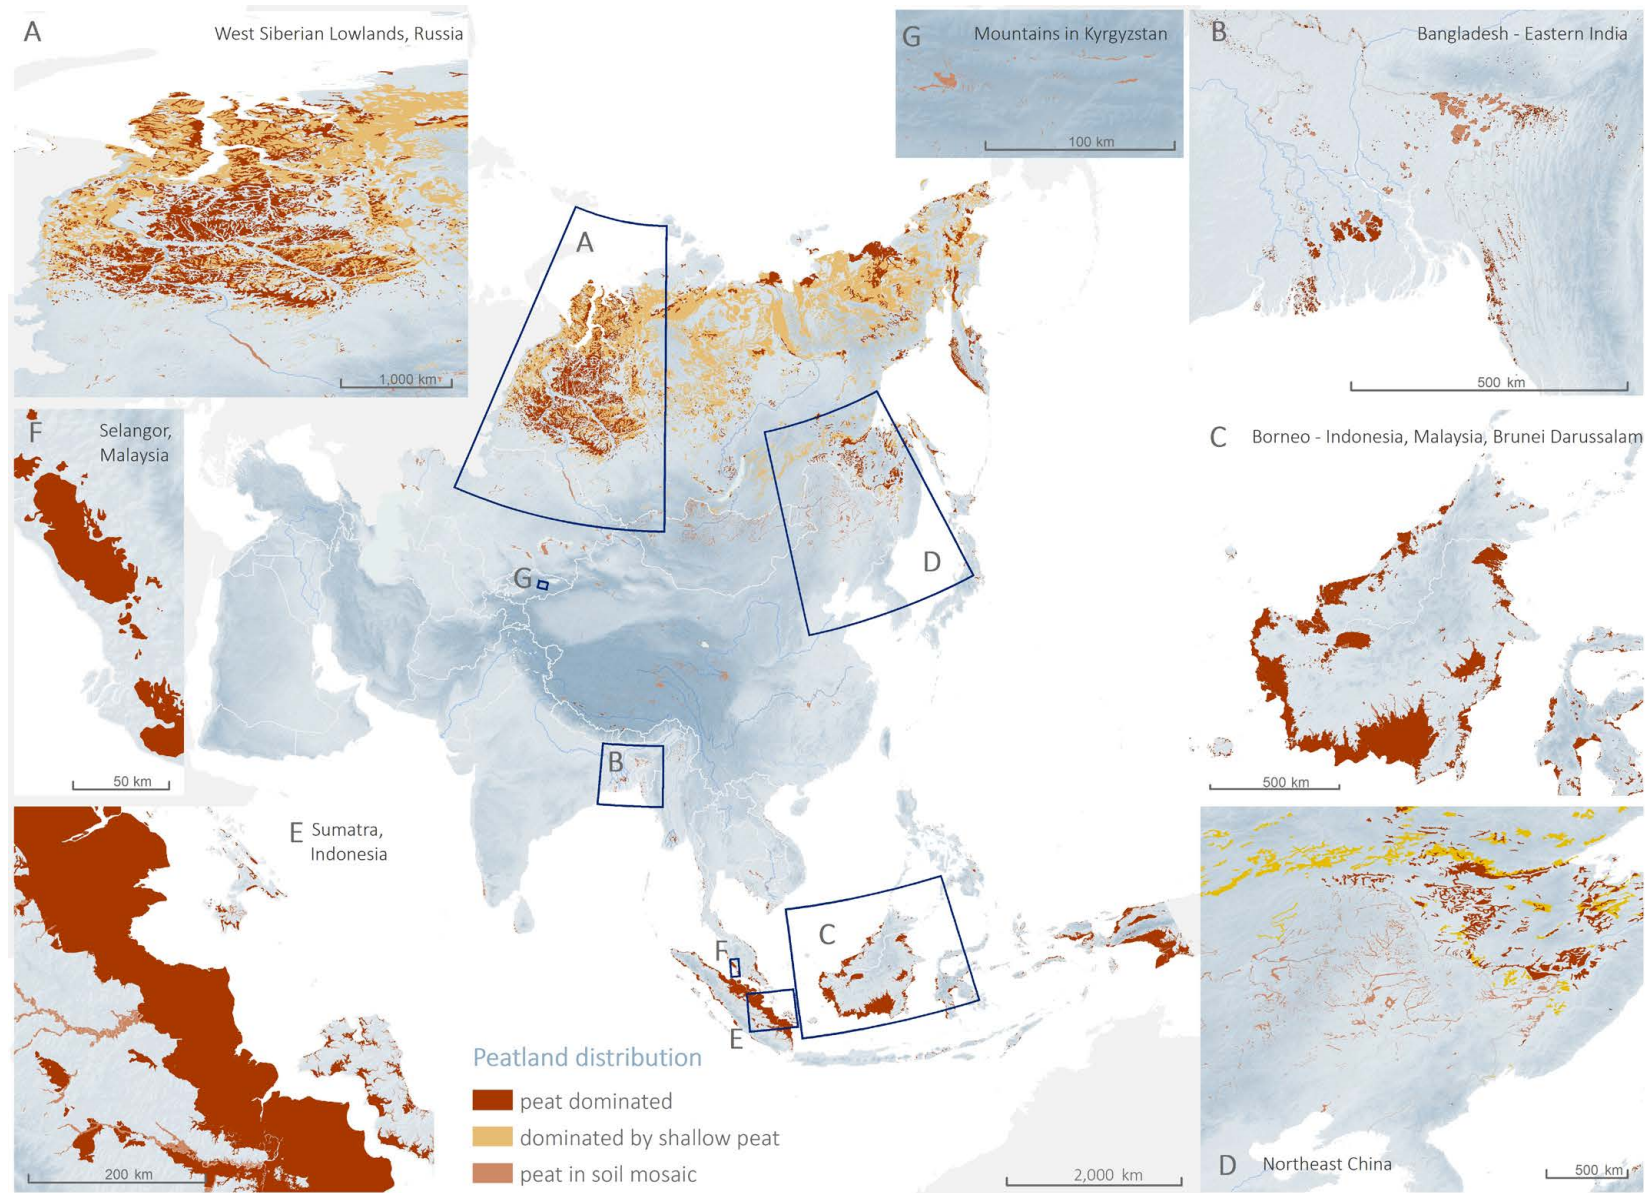 A
West Siberian Lowlands, Russia
1,000 km
G
Mountains in Kyrgyzstan
100 km
B
Bangladesh - Eastern India
500 km
F
Selangor,
Malaysia
50 km
C
Borneo - Indonesia, Malaysia, Brunei Darussalam
500 km
E
Sumatra,
Indonesia
200 km
D
Northeast China
500 km
A
G
D
B
F
C
E
Peatland distribution
peat dominated
dominated by shallow peat
peat in soil mosaic
2,000 km